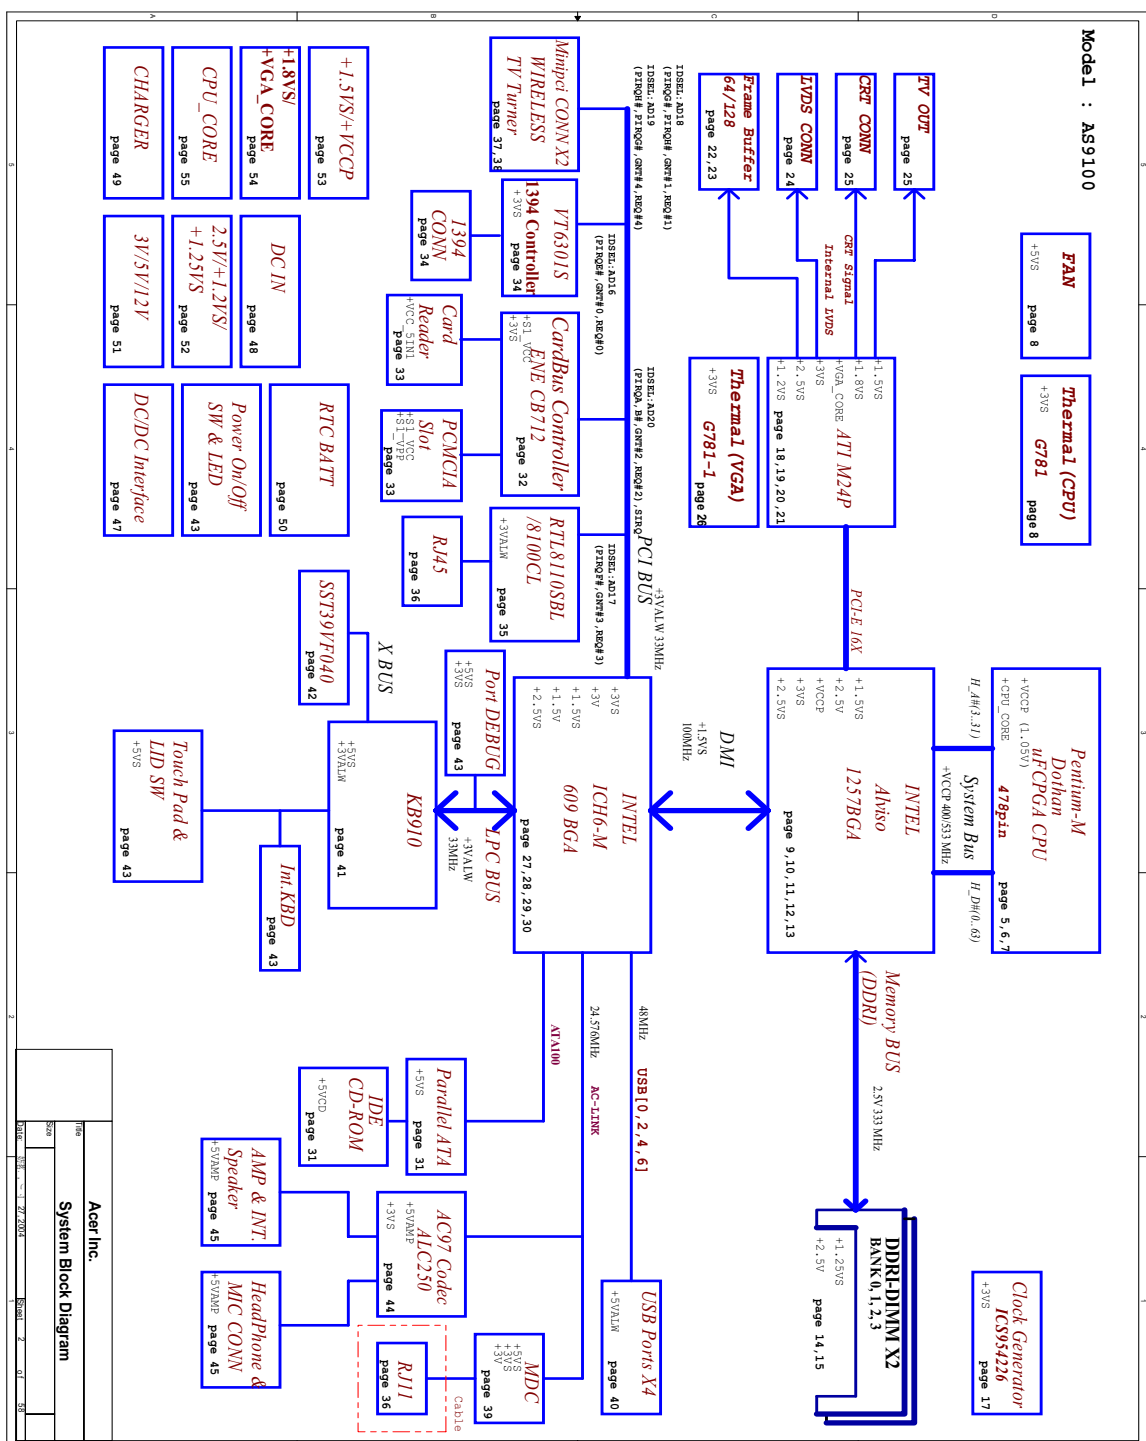 Model : AS9100
FAN
+5VS
page 8
Thermal (CPU)
+3VS
G781
page 8
Pentium-M
Dothan
uFCPGA CPU
478pin
+VCCP (1.05V)
+CPU_CORE
page 5,6,7
Clock Generator
ICS954226
+3VS
page 17
H_A#(3..31)
System Bus
+VCCP 400/533 MHz
H_D#(0..63)
TV OUT
page 25
CRT CONN
page 25
LVDS CONN
page 24
Frame Buffer
64/128
page 22,23
CRT Signal
Internal LVDS
+1.5VS
+1.8VS
+VGA_CORE
+3VS
+2.5VS
+1.2VS
ATI M24P
page 18,19,20,21
Thermal (VGA)
+3VS
G781-1
page 26
PCI-E 16X
INTEL
Alviso
1257BGA
+1.5VS
+2.5V
+VCCP
+3VS
+2.5VS
page 9,10,11,12,13
Memory BUS
(DDRI)
2.5V 333 MHz
DDRI-DIMM X2
BANK 0, 1, 2, 3
+1.25VS
+2.5V
page 14,15
DMI
+1.5VS
100MHz
IDSEL:AD18
(PIRQG#,PIRQH#,GNT#1,REQ#1)
IDSEL:AD19
(PIRQH#,PIRQG#,GNT#4,REQ#4)
IDSEL:AD16
(PIRQE#,GNT#0,REQ#0)
IDSEL:AD20
(PIRQA,B#,GNT#2,REQ#2),SIRQ
IDSEL:AD17
(PIRQF#,GNT#3,REQ#3)
PCI BUS
+3VALW 33MHz
Minipci CONN X2
WIRELESS
TV Turner
page 37,38
VT6301S
1394 Controller
+3VS
page 34
1394
CONN
page 34
CardBus Controller
ENE CB712
+S1_VCC
+3VS
page 32
Card
Reader
+VCC_5IN1
page 33
PCMCIA
Slot
+S1_VCC
+S1_VPP
page 33
RTL8110SBL
/8100CL
+3VALW
page 35
RJ45
page 36
INTEL
ICH6-M
609 BGA
+3VS
+3V
+1.5VS
+1.5V
+2.5VS
page 27,28,29,30
48MHz
USB[0,2,4,6]
USB Ports X4
+5VALW
page 40
24.576MHz
AC-LINK
ATA100
MDC
+5VS
+3VS
+3V
page 39
Cable
RJ11
page 36
Parallel ATA
+5VS
page 31
IDE
CD-ROM
+5VCD
page 31
AC97 Codec
ALC250
+5VAMP
+3VS
page 44
AMP & INT.
Speaker
+5VAMP
page 45
HeadPhone &
MIC CONN
+5VAMP
page 45
Port DEBUG
+5VS
+3VS
page 43
LPC BUS
+3VALW
33MHz
KB910
+5VS
+3VALW
page 41
X BUS
SST39VF040
page 42
Int.KBD
page 43
Touch Pad &
LID SW
+5VS
page 43
+1.5VS/+VCCP
page 53
+1.8VS/
+VGA_CORE
page 54
CPU_CORE
page 55
CHARGER
page 49
DC IN
page 48
2.5V/+1.2VS/
+1.25VS
page 52
3V/5V/12V
page 51
RTC BATT
page 50
Power On/Off
SW & LED
page 43
DC/DC Interface
page 47
Acer Inc.
Title
System Block Diagram
Size
Date:
27, 2004
Sheet
2
of
58
A
B
C
D
5
4
3
2
1